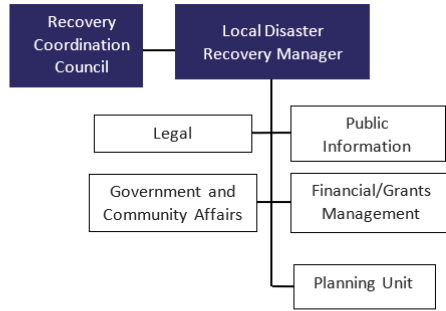 Recovery
Coordination
Council
Local Disaster
Recovery Manager
Legal
Public
Information
Government and
Community Affairs
Financial/Grants
Management
Planning Unit